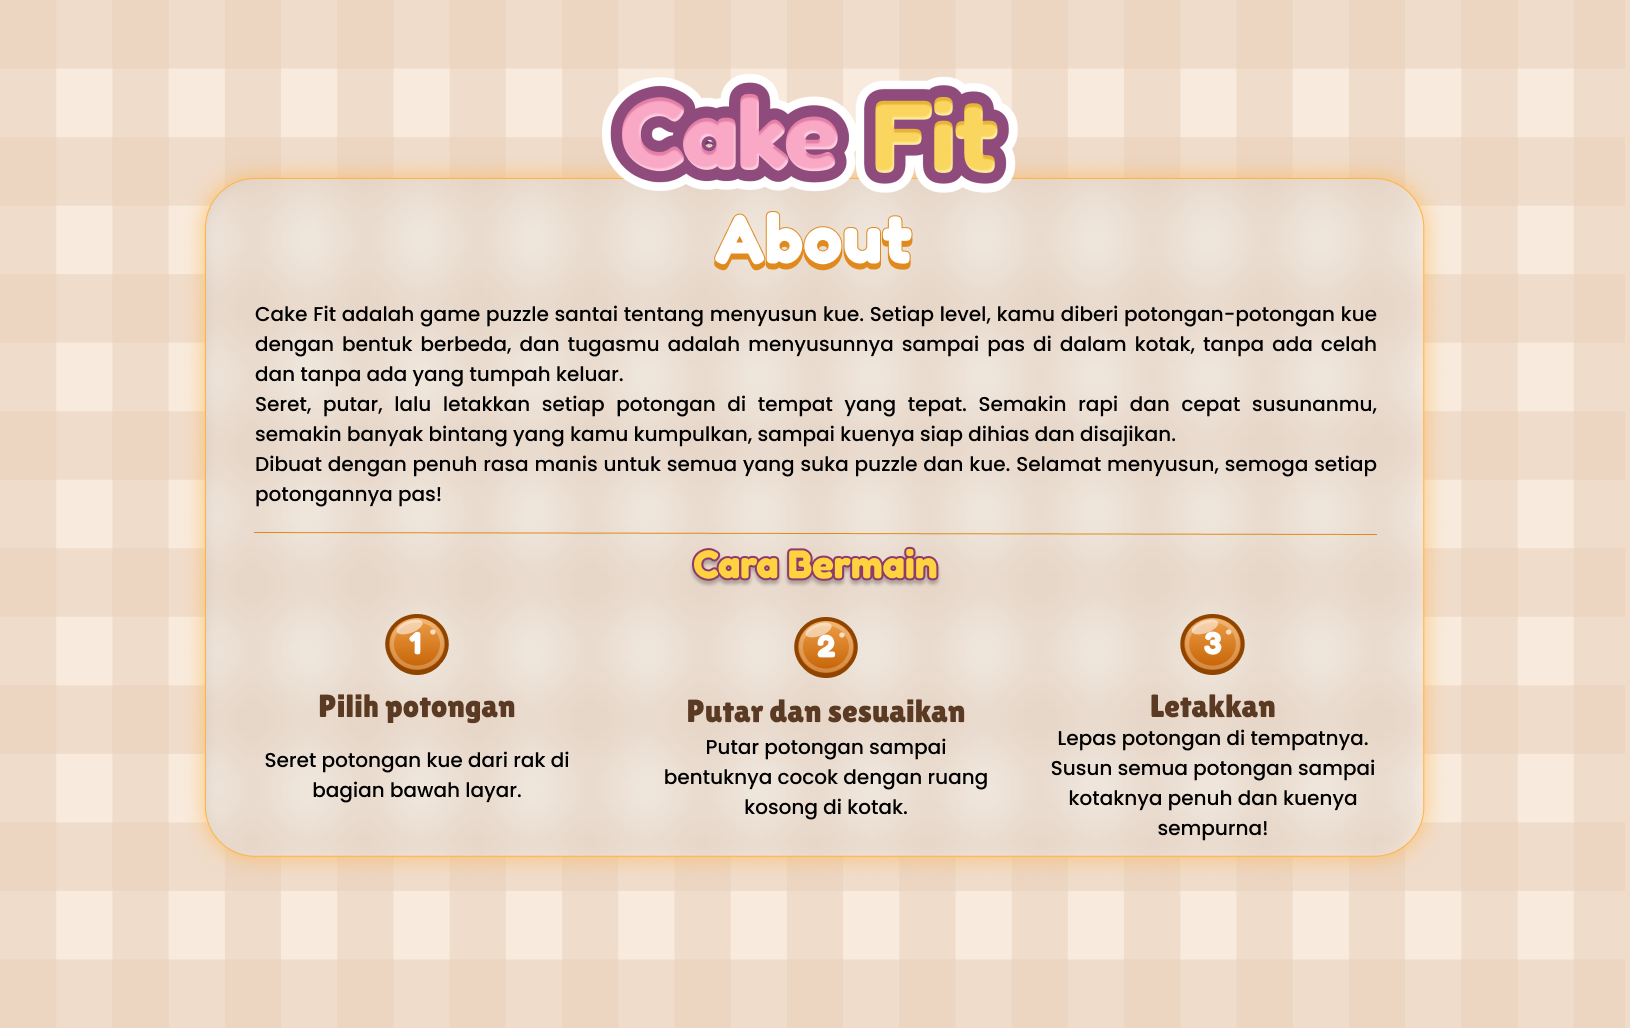 Cake Fit
About
Cake Fit adalah game puzzle santai tentang menyusun kue. Setiap level, kamu diberi potongan-potongan kue
dengan bentuk berbeda, dan tugasmu adalah menyusunnya sampai pas di dalam kotak, tanpa ada celah
dan tanpa ada yang tumpah keluar.
Seret, putar, lalu letakkan setiap potongan di tempat yang tepat. Semakin rapi dan cepat susunanmu,
semakin banyak bintang yang kamu kumpulkan, sampai kuenya siap dihias dan disajikan.
Dibuat dengan penuh rasa manis untuk semua yang suka puzzle dan kue. Selamat menyusun, semoga setiap
potongannya pas!
Cara Bermain
1
Pilih potongan
Seret potongan kue dari rak di
bagian bawah layar.
2
Putar dan sesuaikan
Putar potongan sampai
bentuknya cocok dengan ruang
kosong di kotak.
3
Letakkan
Lepas potongan di tempatnya.
Susun semua potongan sampai
kotaknya penuh dan kuenya
sempurna!